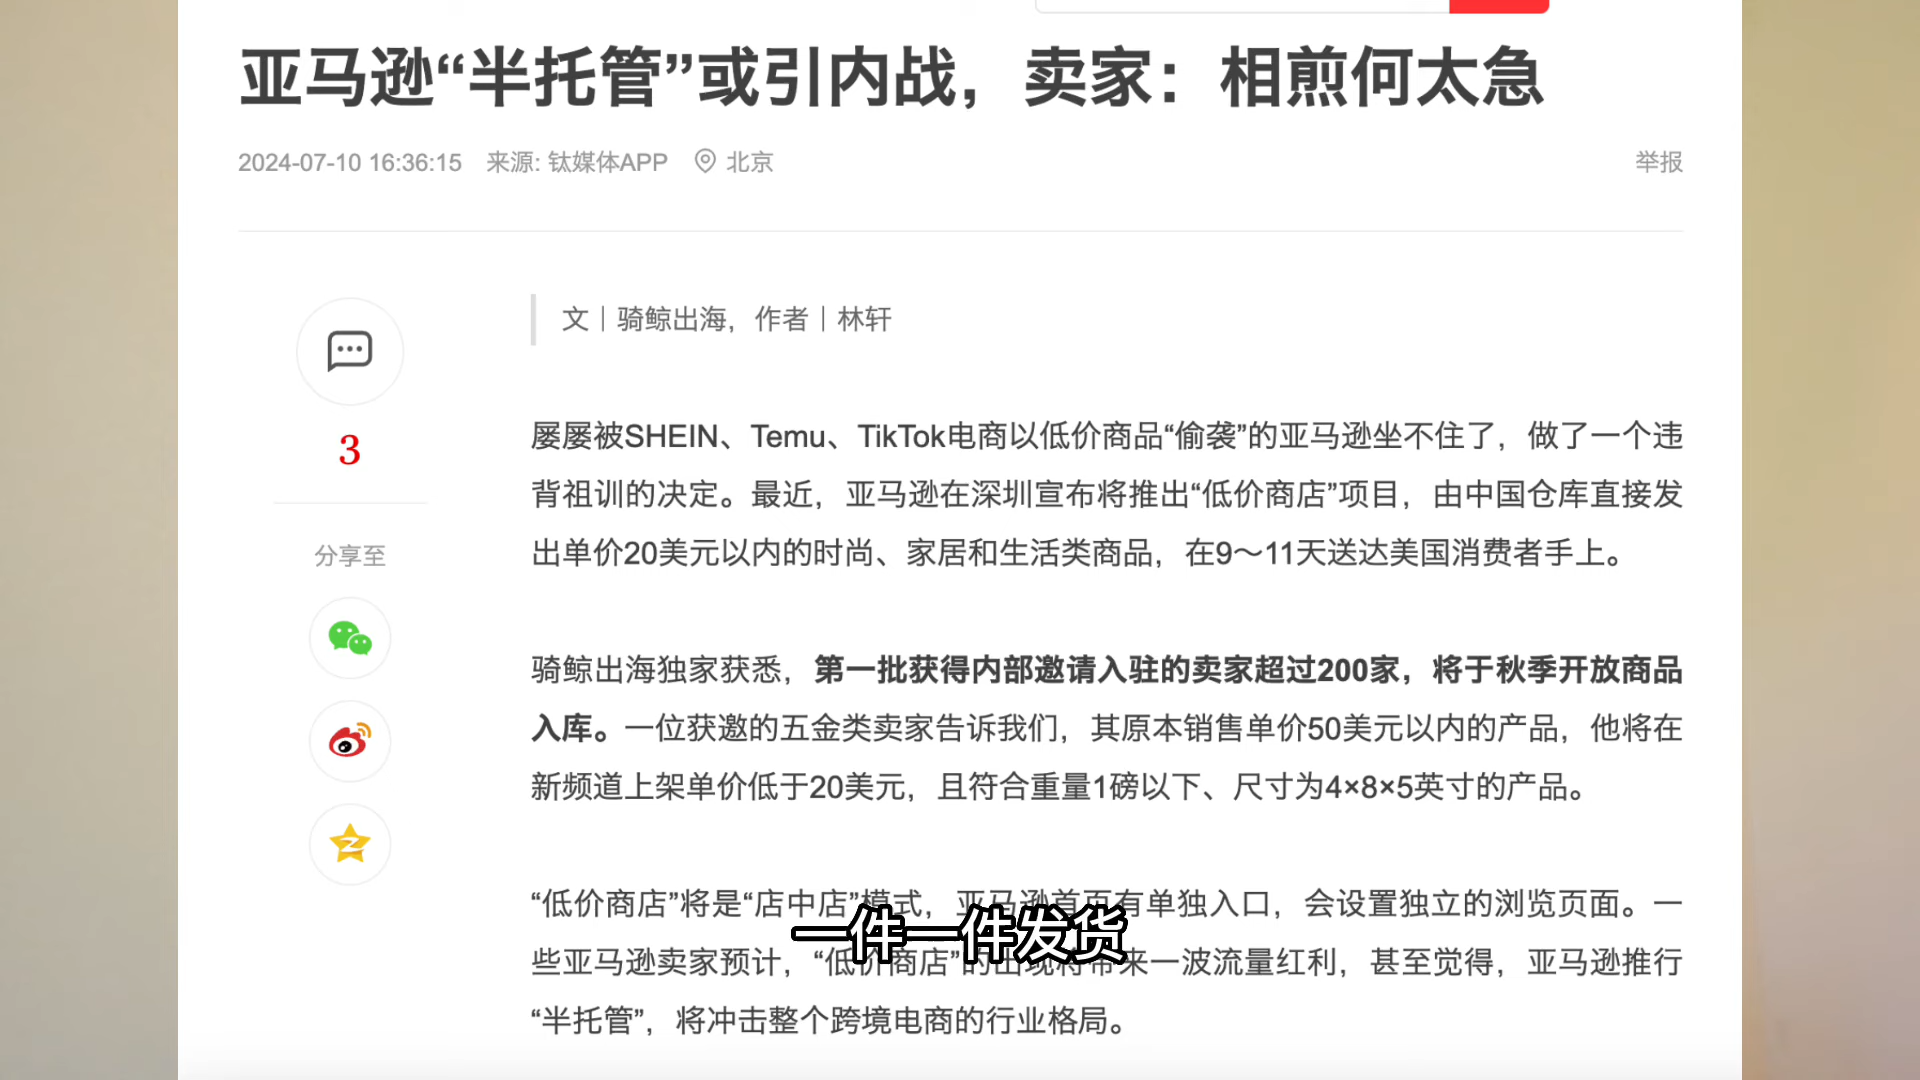 亚马逊“半托管”或引内战，卖家：相煎何太急
2024-07-10 16:36:15 来源: 钛媒体APP 北京 举报
文｜骑鲸出海，作者｜林轩
3
屡屡被SHEIN、Temu、TikTok电商以低价商品“偷袭”的亚马逊坐不住了，做了一个违
背祖训的决定。最近，亚马逊在深圳宣布将推出“低价商店”项目，由中国仓库直接发
出单价20美元以内的时尚、家居和生活类商品，在9～11天送达美国消费者手上。
分享至
骑鲸出海独家获悉，第一批获得内部邀请入驻的卖家超过200家，将于秋季开放商品
入库。一位获邀的五金类卖家告诉我们，其原本销售单价50美元以内的产品，他将在
新频道上架单价低于20美元，且符合重量1磅以下、尺寸为4×8×5英寸的产品。
“低价商店”将是“店中店”模式，亚马逊首页有单独入口，会设置独立的浏览页面。一
一件一件发货
些亚马逊卖家预计，“低价商店”的出现将带来一波流量红利，甚至觉得，亚马逊推行
“半托管”，将冲击整个跨境电商的行业格局。